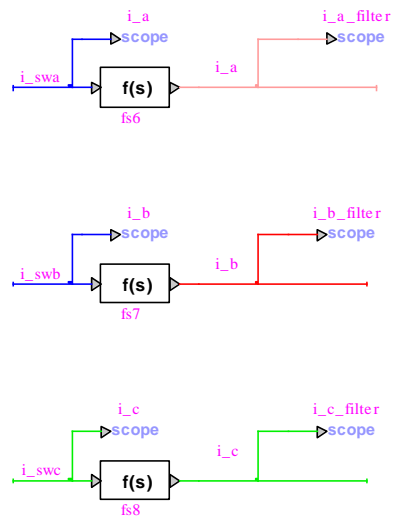 i_a
i_a_filter
scope
scope
i_swa
i_a
f(s)
fs6
i_b
i_b_filter
scope
scope
i_swb
i_b
f(s)
fs7
i_c
i_c_filter
scope
scope
i_swc
i_c
f(s)
fs8